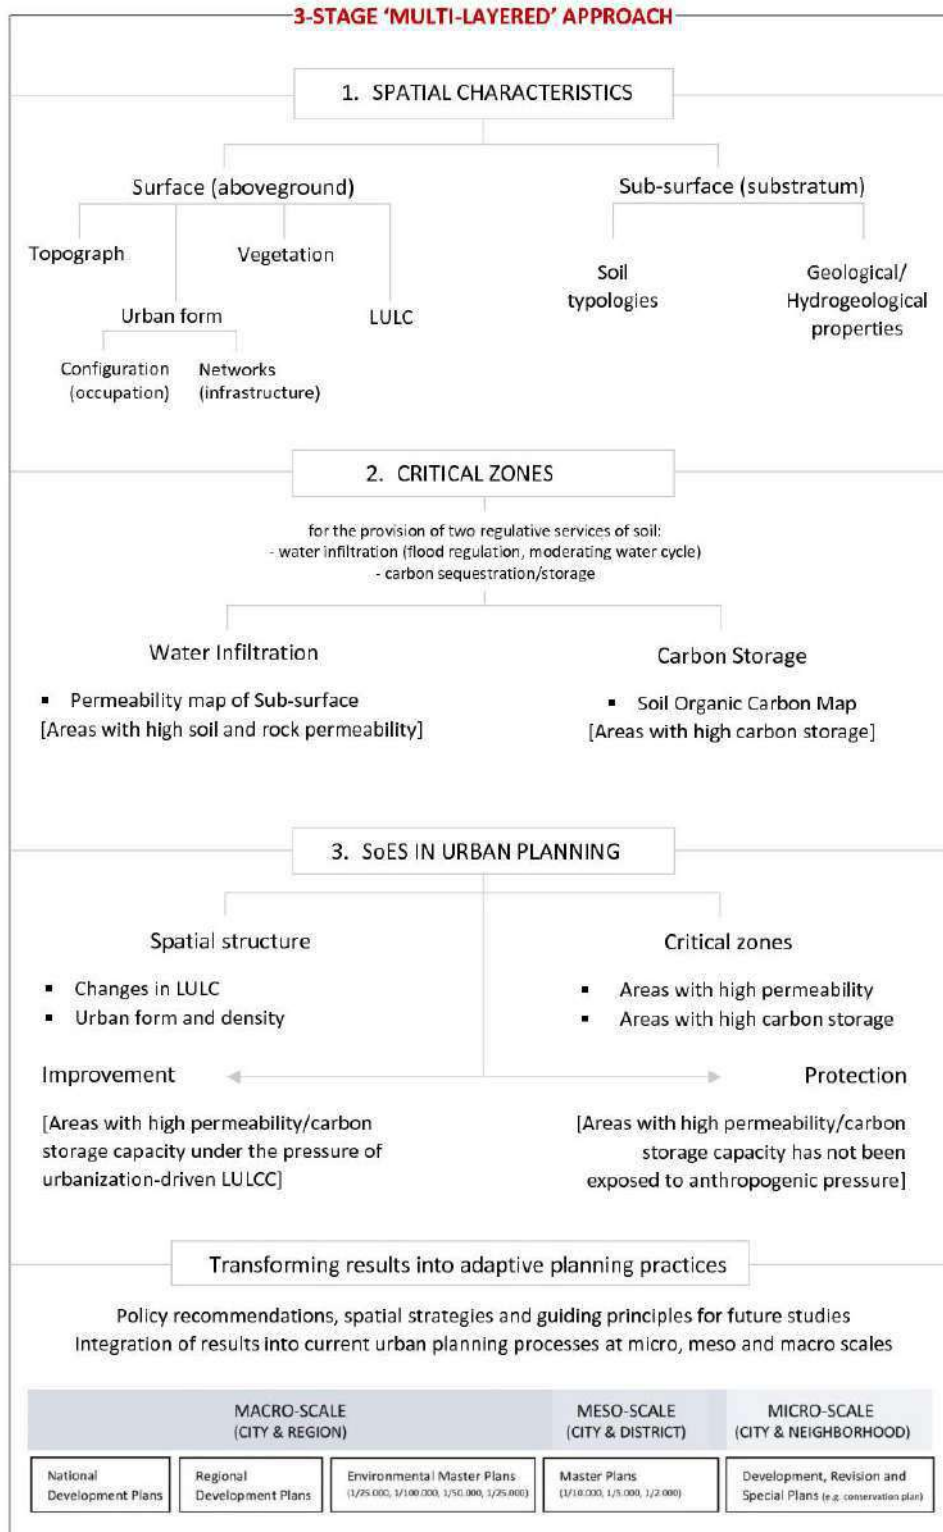 3-STAGE ‘MULTI-LAYERED’ APPROACH
1. SPATIAL CHARACTERISTICS
Surface (aboveground)
Sub-surface (substratum)
Topograph
Vegetation
Urban form
LULC
Configuration
(occupation)
Networks
(infrastructure)
Soil
typologies
Geological/
Hydrogeological
properties
2. CRITICAL ZONES
for the provision of two regulative services of soil:
- water infiltration (flood regulation, moderating water cycle)
- carbon sequestration/storage
Water Infiltration
▪ Permeability map of Sub-surface
[Areas with high soil and rock permeability]
Carbon Storage
▪ Soil Organic Carbon Map
[Areas with high carbon storage]
3. SoES IN URBAN PLANNING
Spatial structure
▪ Changes in LULC
▪ Urban form and density
Critical zones
▪ Areas with high permeability
▪ Areas with high carbon storage
Improvement
[Areas with high permeability/carbon
storage capacity under the pressure of
urbanization-driven LULCC]
Protection
[Areas with high permeability/carbon
storage capacity has not been
exposed to anthropogenic pressure]
Transforming results into adaptive planning practices
Policy recommendations, spatial strategies and guiding principles for future studies
Integration of results into current urban planning processes at micro, meso and macro scales
MACRO-SCALE
(CITY & REGION)
MESO-SCALE
(CITY & DISTRICT)
MICRO-SCALE
(CITY & NEIGHBORHOOD)
National
Development Plans
Regional
Development Plans
Environmental Master Plans
(1/25.000, 1/100.000, 1/50.000, 1/25.000)
Master Plans
(1/10.000, 1/5.000, 1/2.000)
Development, Revision and
Special Plans (e.g. conservation plan)